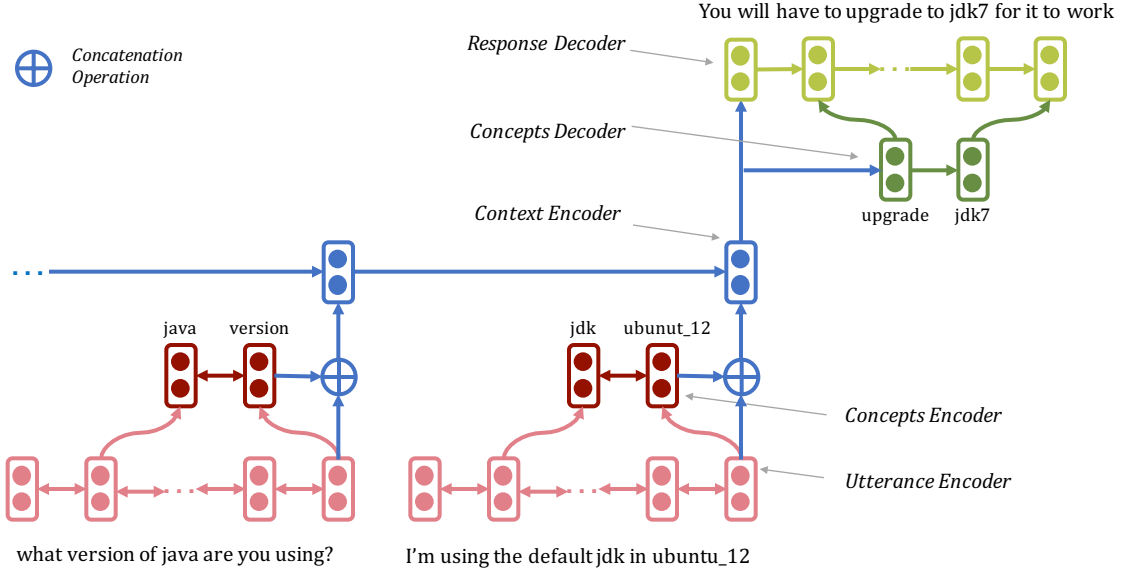 You will have to upgrade to jdk7 for it to work
Concatenation
Operation
Response Decoder
Concepts Decoder
upgrade jdk7
Context Encoder
...
java version
jdk ubunut_12
Concepts Encoder
Utterance Encoder
what version of java are you using?
I'm using the default jdk in ubuntu_12